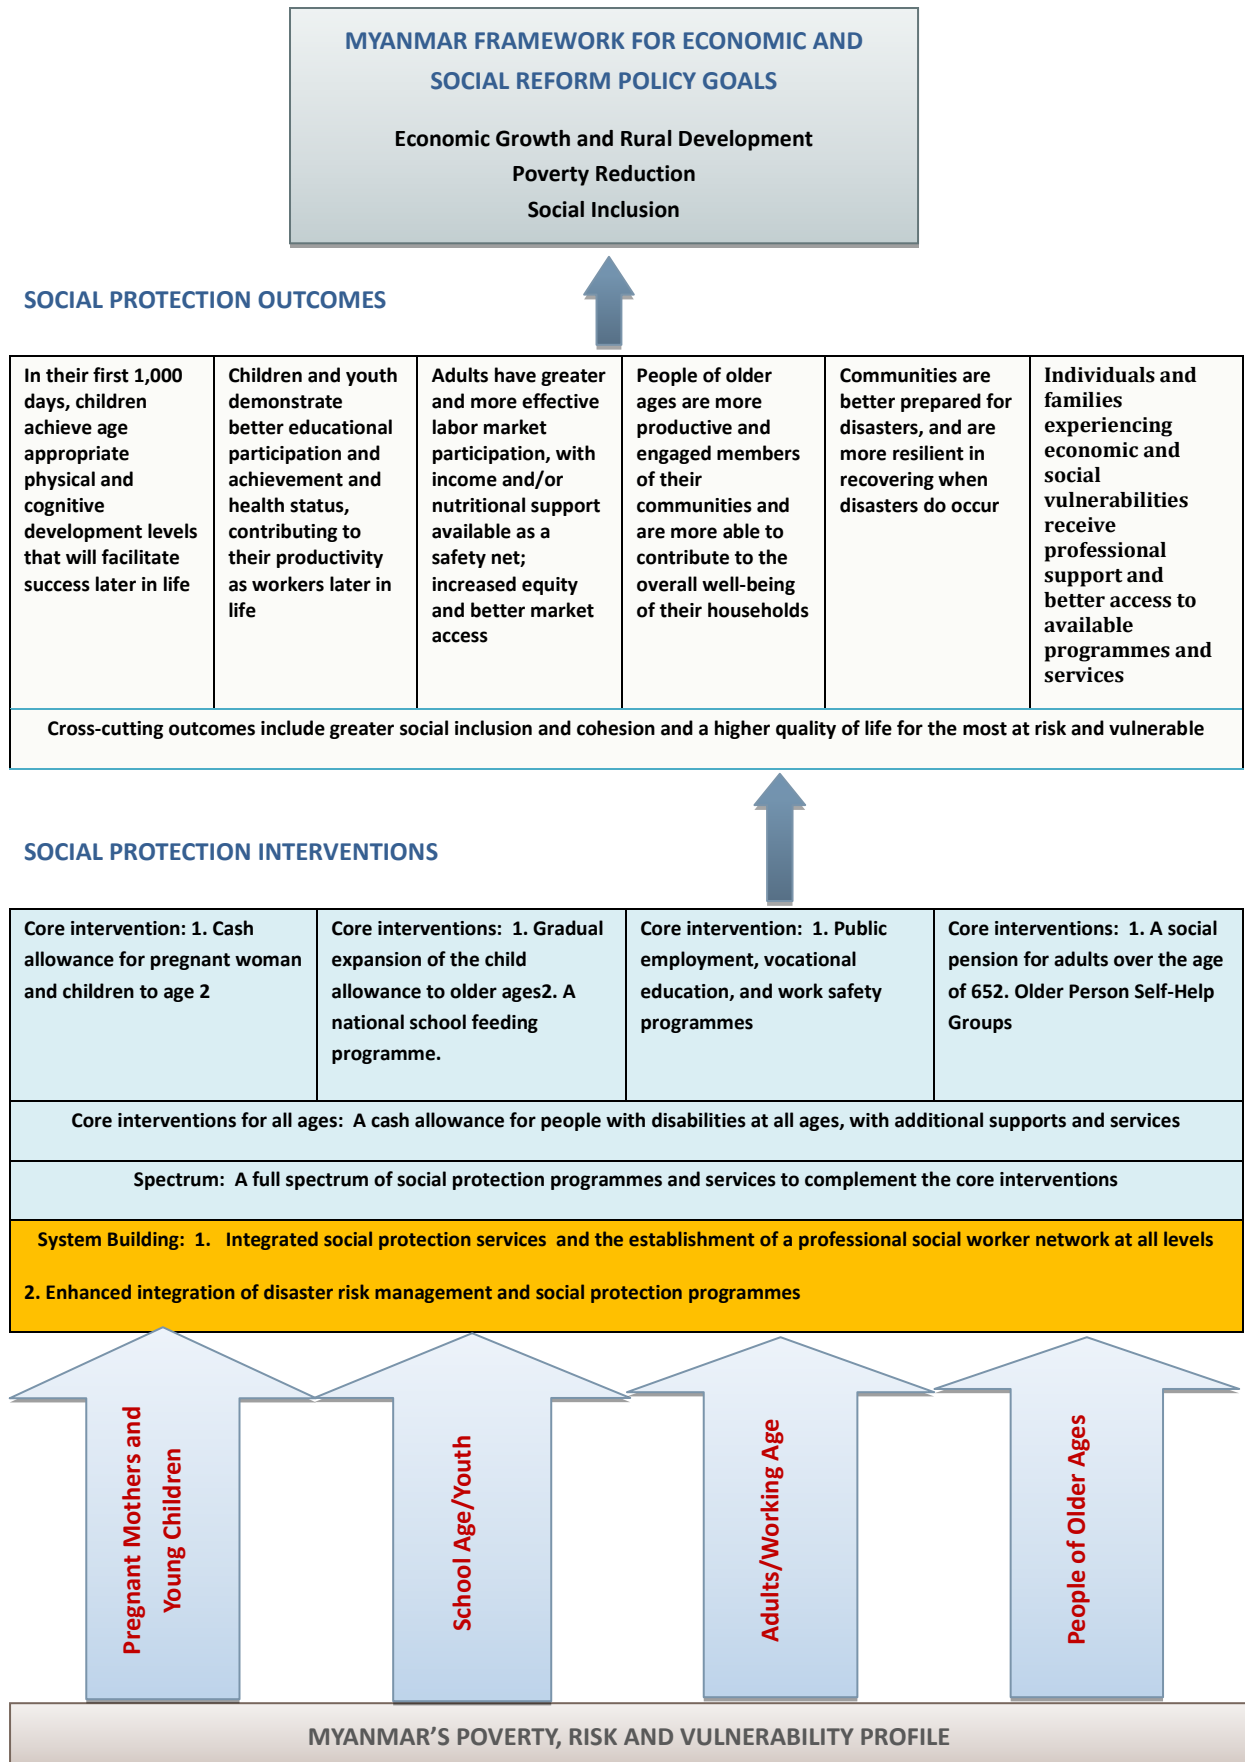 MYANMAR FRAMEWORK FOR ECONOMIC AND
SOCIAL REFORM POLICY GOALS
Economic Growth and Rural Development
Poverty Reduction
Social Inclusion
SOCIAL PROTECTION OUTCOMES
In their first 1,000
days, children
achieve age
appropriate
physical and
cognitive
development levels
that will facilitate
success later in life
Children and youth
demonstrate
better educational
participation and
achievement and
health status,
contributing to
their productivity
as workers later in
life
Adults have greater
and more effective
labor market
participation, with
income and/or
nutritional support
available as a
safety net;
increased equity
and better market
access
People of older
ages are more
productive and
engaged members
of their
communities and
are more able to
contribute to the
overall well-being
of their households
Communities are
better prepared for
disasters, and are
more resilient in
recovering when
disasters do occur
Individuals and
families
experiencing
economic and
social
vulnerabilities
receive
professional
support and
better access to
available
programmes and
services
Cross-cutting outcomes include greater social inclusion and cohesion and a higher quality of life for the most at risk and vulnerable
SOCIAL PROTECTION INTERVENTIONS
Core intervention: 1. Cash
allowance for pregnant woman
and children to age 2
Core interventions: 1. Gradual
expansion of the child
allowance to older ages2. A
national school feeding
programme.
Core intervention: 1. Public
employment, vocational
education, and work safety
programmes
Core interventions: 1. A social
pension for adults over the age
of 652. Older Person Self-Help
Groups
Core interventions for all ages: A cash allowance for people with disabilities at all ages, with additional supports and services
Spectrum: A full spectrum of social protection programmes and services to complement the core interventions
System Building: 1. Integrated social protection services and the establishment of a professional social worker network at all levels
2. Enhanced integration of disaster risk management and social protection programmes
Pregnant Mothers and
Young Children
School Age/Youth
Adults/Working Age
People of Older Ages
MYANMAR'S POVERTY, RISK AND VULNERABILITY PROFILE